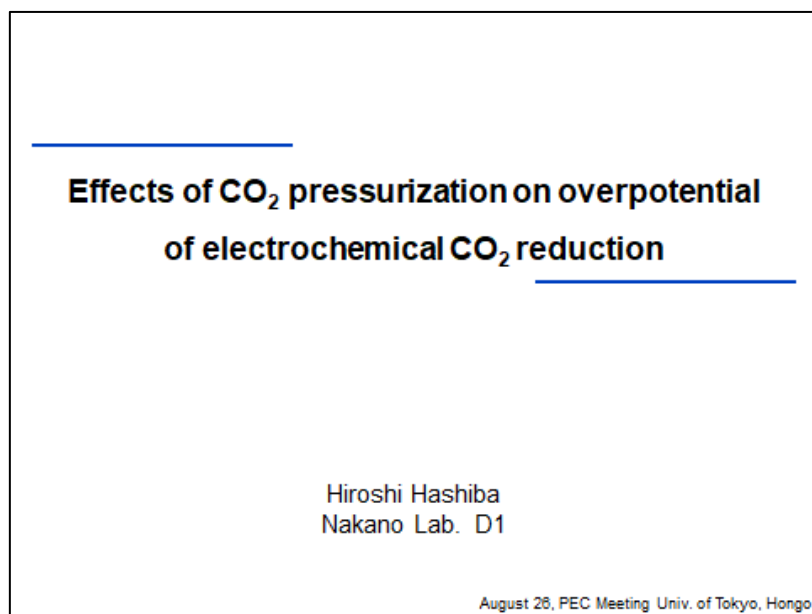 Effects of CO₂ pressurization on overpotential
of electrochemical CO₂ reduction
Hiroshi Hashiba
Nakano Lab. D1
August 26, PEC Meeting Univ. of Tokyo, Hongo